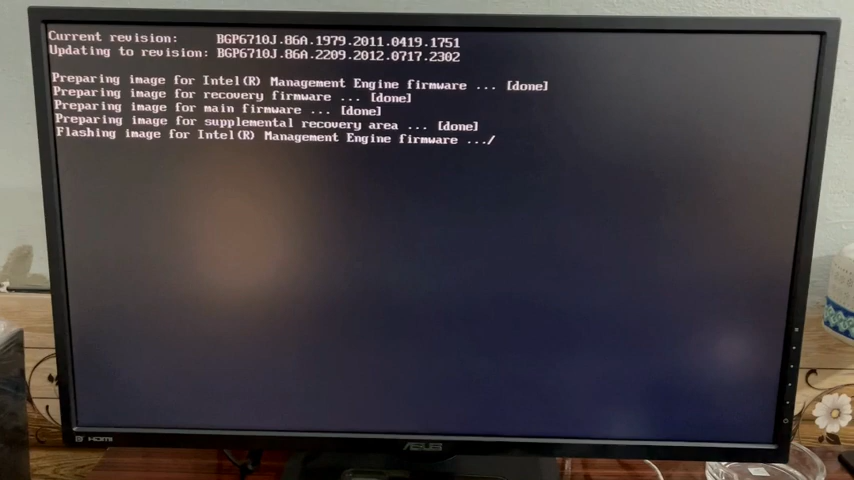 Current revision: BGP6710J.86A.1979.2011.0419.1751
Updating to revision: BGP6710J.86A.2209.2012.0717.2302
Preparing image for Intel(R) Management Engine firmware ... [done]
Preparing image for recovery firmware ... [done]
Preparing image for main firmware ... [done]
Preparing image for supplemental recovery area ... [done]
Flashing image for Intel(R) Management Engine firmware .../
HDMI
ASUS